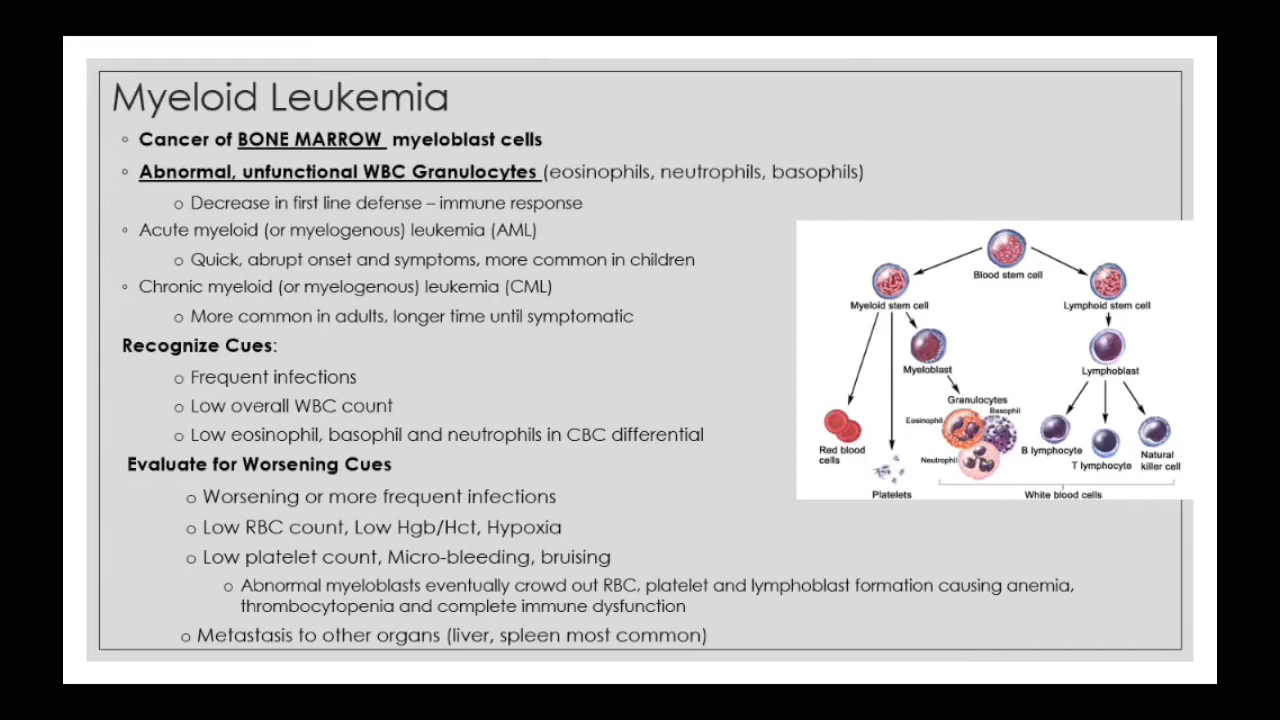 Myeloid Leukemia
◦ Cancer of BONE MARROW myeloblast cells
◦ Abnormal, unfunctional WBC Granulocytes (eosinophils, neutrophils, basophils)
o Decrease in first line defense – immune response
◦ Acute myeloid (or myelogenous) leukemia (AML)
o Quick, abrupt onset and symptoms, more common in children
◦ Chronic myeloid (or myelogenous) leukemia (CML)
o More common in adults, longer time until symptomatic
Recognize Cues:
o Frequent infections
o Low overall WBC count
o Low eosinophil, basophil and neutrophils in CBC differential
Evaluate for Worsening Cues
o Worsening or more frequent infections
o Low RBC count, Low Hgb/Hct, Hypoxia
o Low platelet count, Micro-bleeding, bruising
o Abnormal myeloblasts eventually crowd out RBC, platelet and lymphoblast formation causing anemia,
thrombocytopenia and complete immune dysfunction
o Metastasis to other organs (liver, spleen most common)
Blood stem cell
Myeloid stem cell
Lymphoid stem cell
Myeloblast
Lymphoblast
Granulocytes
Basophil
Eosinophil
Neutrophil
Red blood
cells
Platelets
B lymphocyte
T lymphocyte
Natural
killer cell
White blood cells